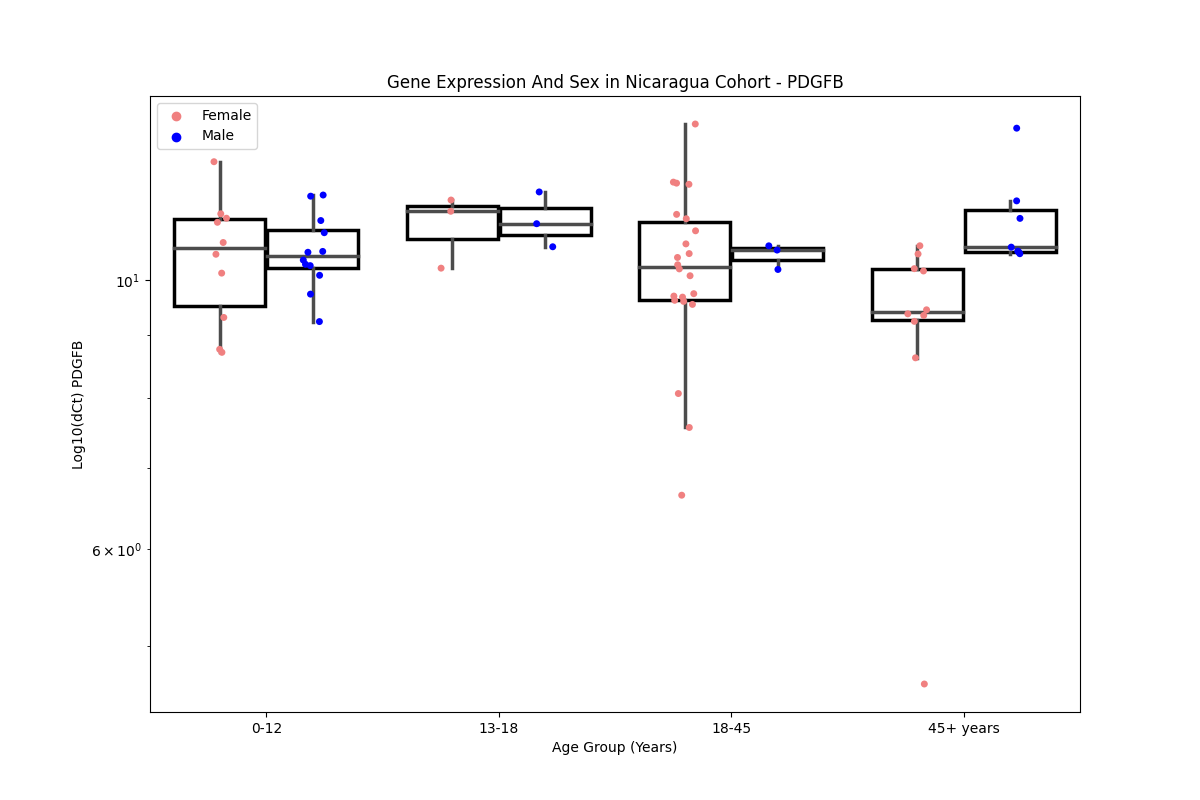 Gene Expression And Sex in Nicaragua Cohort - PDGFB
Female
Male
10^1
6 × 10^0
Log10(dCt) PDGFB
0-12
13-18
18-45
45+ years
Age Group (Years)